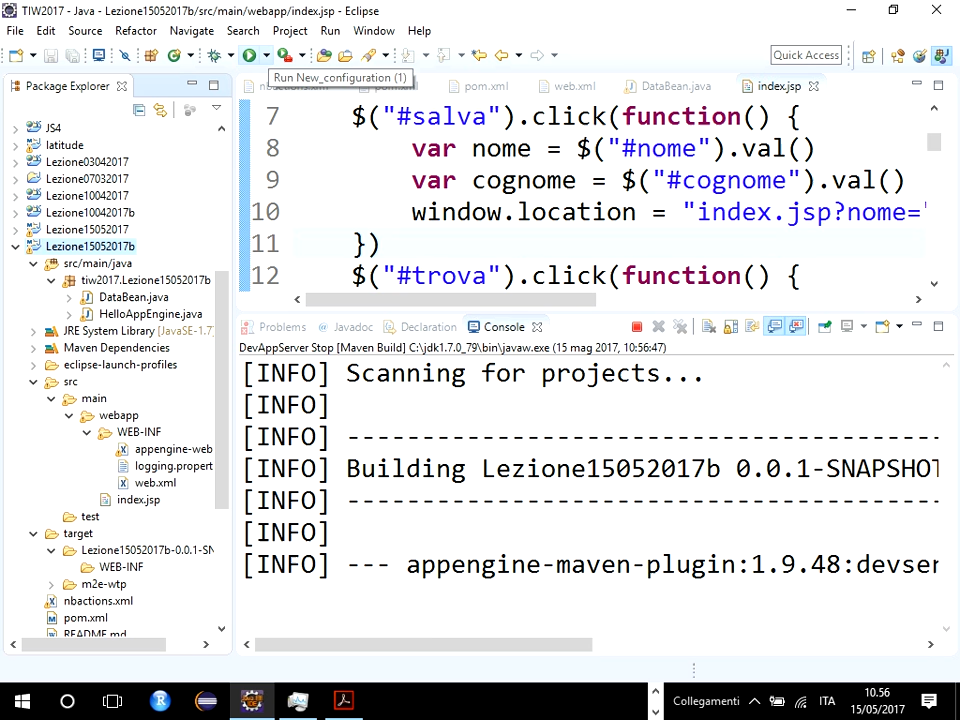 TIW2017 - Java - Lezione15052017b/src/main/webapp/index.jsp - Eclipse
File Edit Source Refactor Navigate Search Project Run Window Help
Quick Access
Run New_configuration (1)
Package Explorer
pom.xml
web.xml
DataBean.java
index.jsp
JS4
latitude
Lezione03042017
Lezione07032017
Lezione10042017
Lezione10042017b
Lezione15052017
Lezione15052017b
src/main/java
tiw2017.Lezione15052017b
DataBean.java
HelloAppEngine.java
JRE System Library [JavaSE-1.7
Maven Dependencies
eclipse-launch-profiles
src
main
webapp
WEB-INF
appengine-web
logging.propert
web.xml
index.jsp
test
target
Lezione15052017b-0.0.1-SN
WEB-INF
m2e-wtp
nbactions.xml
pom.xml
README.md
7 $("#salva").click(function() {
8 var nome = $("#nome").val()
9 var cognome = $("#cognome").val()
10 window.location = "index.jsp?nome='
11 })
12 $("#trova").click(function() {
Problems @ Javadoc Declaration Console
DevAppServer Stop [Maven Build] C:\jdk1.7.0_79\bin\javaw.exe (15 mag 2017, 10:56:47)
[INFO] Scanning for projects...
[INFO]
[INFO] ----------------------------------------
[INFO] Building Lezione15052017b 0.0.1-SNAPSHOT
[INFO] ----------------------------------------
[INFO]
[INFO] --- appengine-maven-plugin:1.9.48:devser
Collegamenti
ITA
10.56
15/05/2017